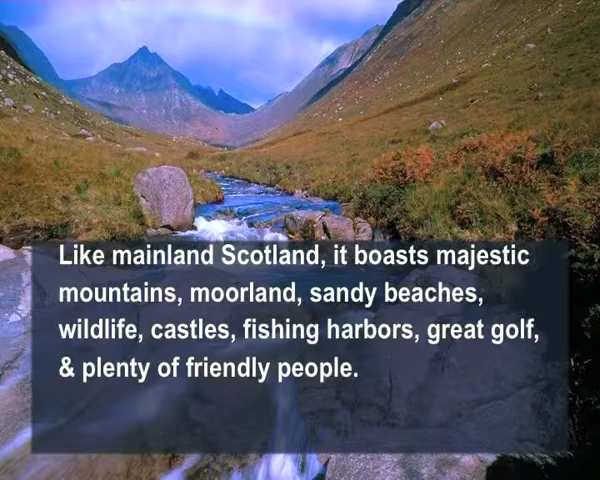 Like mainland Scotland, it boasts majestic
mountains, moorland, sandy beaches,
wildlife, castles, fishing harbors, great golf,
& plenty of friendly people.